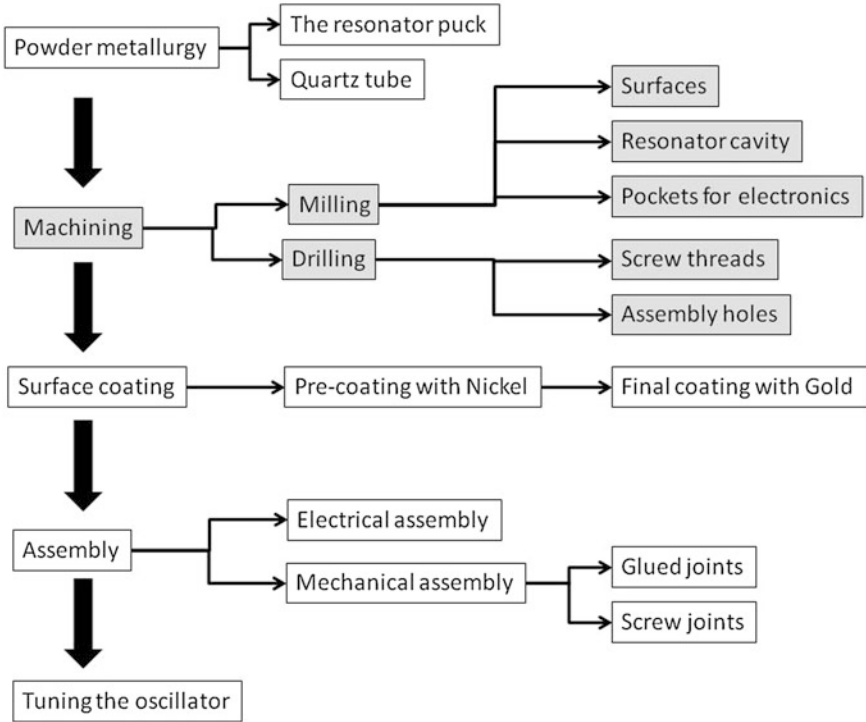 The resonator puck
Powder metallurgy
Quartz tube
Surfaces
Resonator cavity
Milling
Pockets for electronics
Machining
Drilling
Screw threads
Assembly holes
Surface coating
Pre-coating with Nickel
Final coating with Gold
Electrical assembly
Assembly
Glued joints
Mechanical assembly
Screw joints
Tuning the oscillator